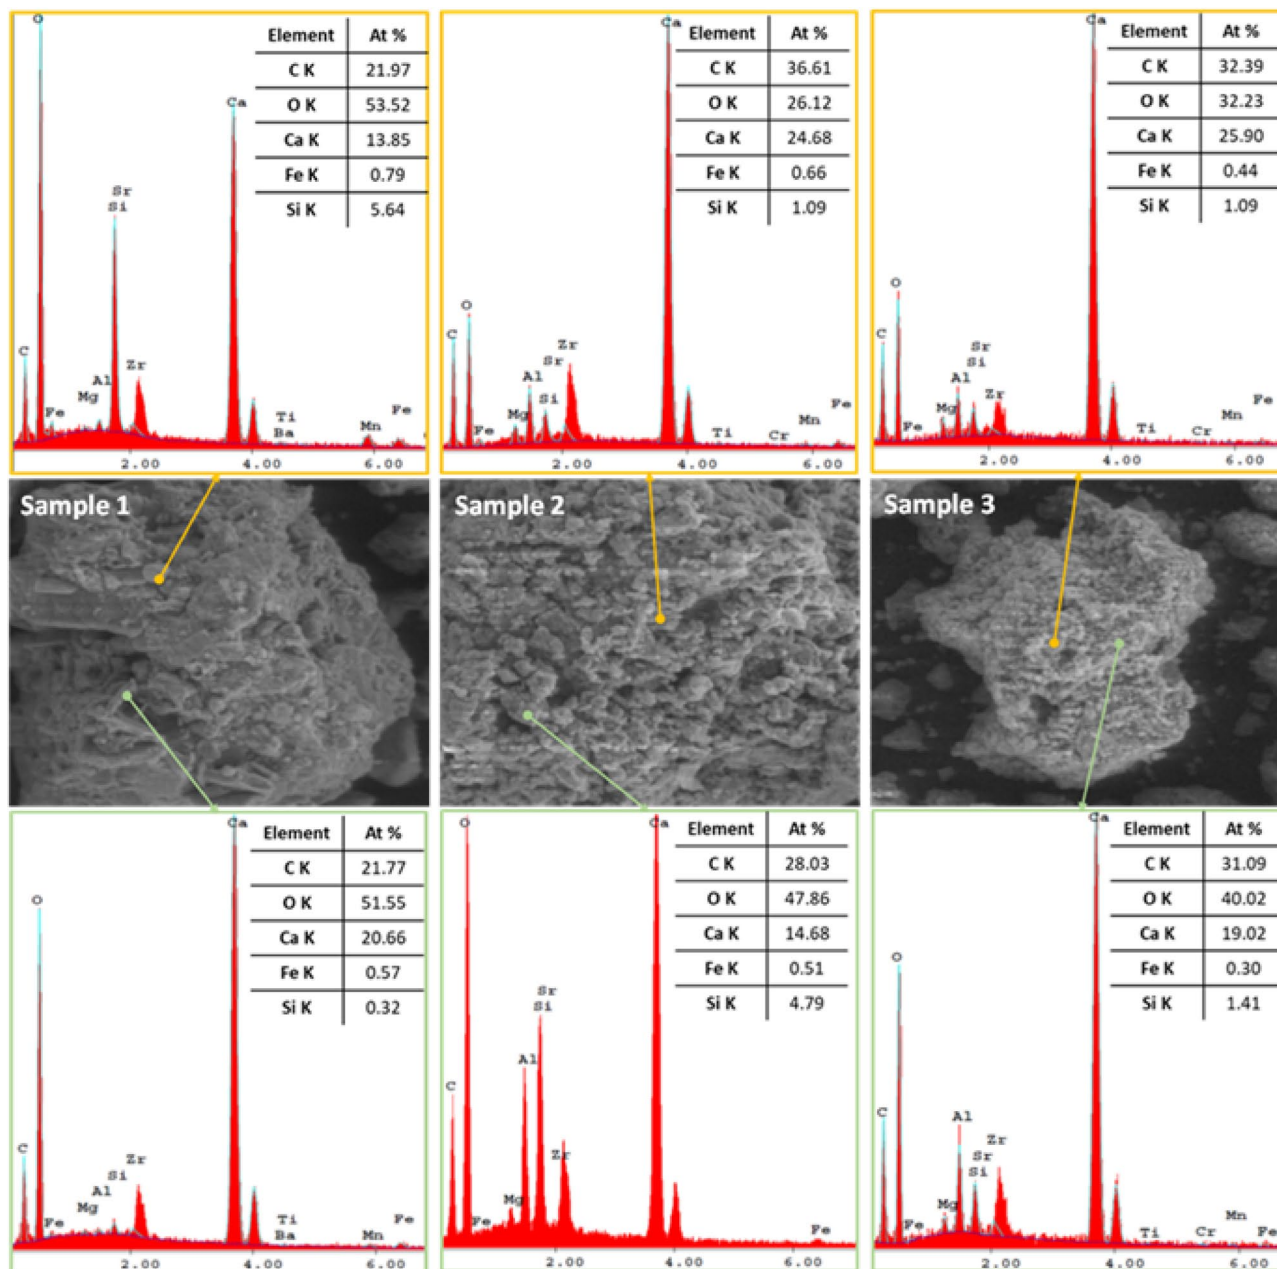 Element At %
C K 21.97
O K 53.52
Ca K 13.85
Fe K 0.79
Si K 5.64
O
Ca
Sr
Si
C
Zr
Al
Mg
Fe
Ti
Ba
Mn
Fe
2.00 4.00 6.00
Element At %
C K 36.61
O K 26.12
Ca K 24.68
Fe K 0.66
Si K 1.09
Ca
O
C
Zr
Sr
Al
Si
Mg
Fe
Ti
Cr
Mn
Fe
2.00 4.00 6.00
Element At %
C K 32.39
O K 32.23
Ca K 25.90
Fe K 0.44
Si K 1.09
Ca
O
C
Sr
Si
Al
Zr
Mg
Fe
Ti
Cr
Mn
Fe
2.00 4.00 6.00
Sample 1
Sample 2
Sample 3
Element At %
C K 21.77
O K 51.55
Ca K 20.66
Fe K 0.57
Si K 0.32
Ca
O
C
Zr
Si
Al
Mg
Fe
Ti
Ba
Mn
Fe
2.00 4.00 6.00
Element At %
C K 28.03
O K 47.86
Ca K 14.68
Fe K 0.51
Si K 4.79
O
Ca
Sr
Si
Al
C
Zr
Mg
Fe
Fe
2.00 4.00 6.00
Element At %
C K 31.09
O K 40.02
Ca K 19.02
Fe K 0.30
Si K 1.41
Ca
O
C
Al
Zr
Sr
Si
Mg
Fe
Ti
Cr
Mn
Fe
2.00 4.00 6.00